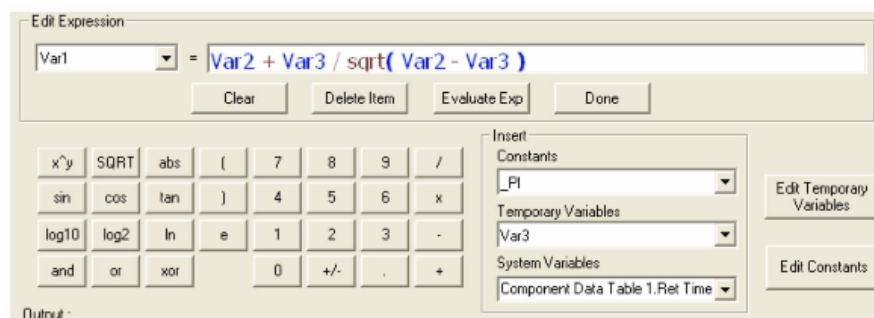 Edit Expression
Var1 = Var2 + Var3 / sqrt( Var2 - Var3 )
Clear Delete Item Evaluate Exp Done
Insert
Constants
x^y SQRT abs ( 7 8 9 /
_PI
sin cos tan ) 4 5 6 x
Temporary Variables
Edit Temporary
Variables
log10 log2 ln e 1 2 3 -
Var3
System Variables
and or xor 0 +/- . +
Component Data Table 1.Ret Time
Edit Constants
Output :